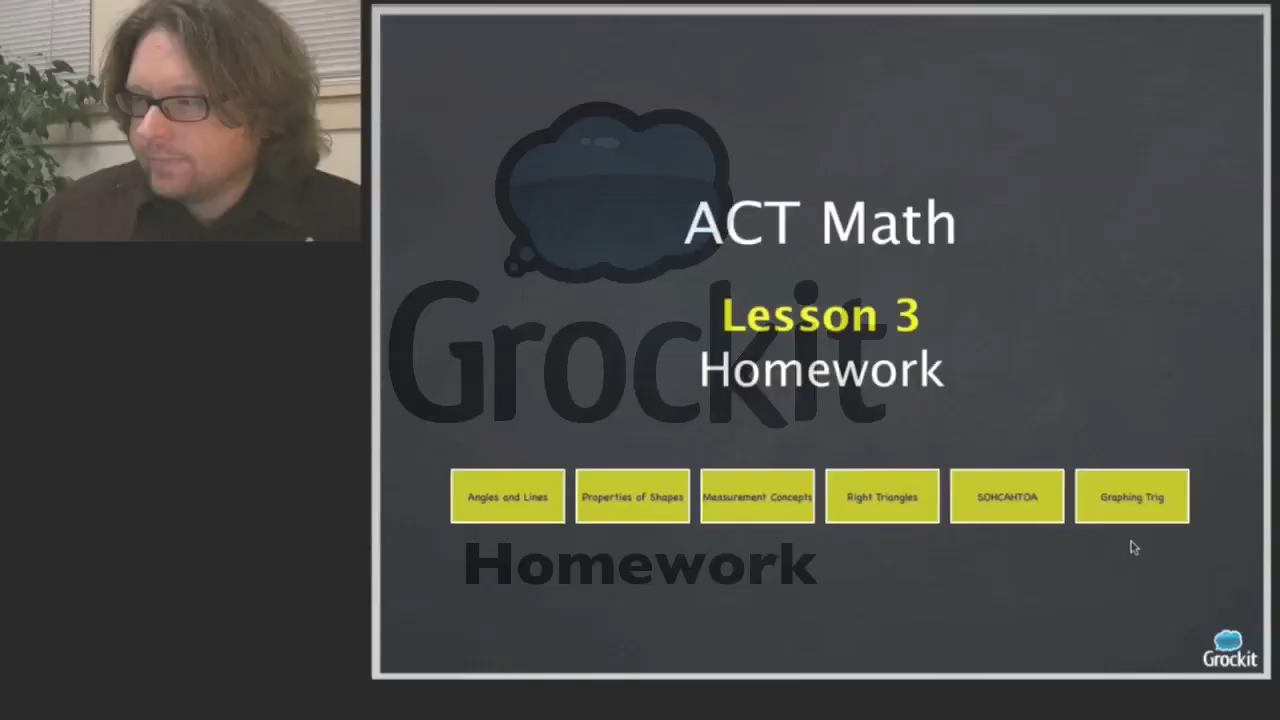 ACT Math
Lesson 3
Homework
Grockit
Angles and Lines
Properties of Shapes
Measurement Concepts
Right Triangles
SOHCAHTOA
Graphing Trig
Homework
Grockit